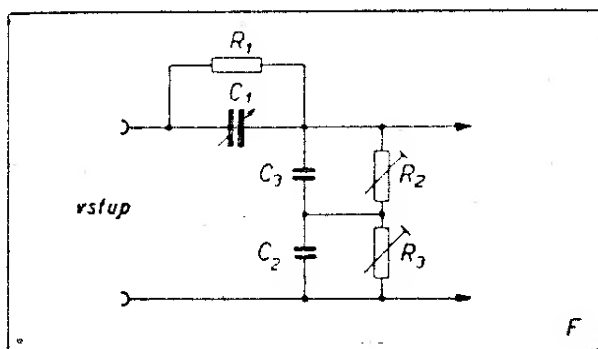 R₁
C₁
C₃
R₂
vstup
C₂
R₃
F